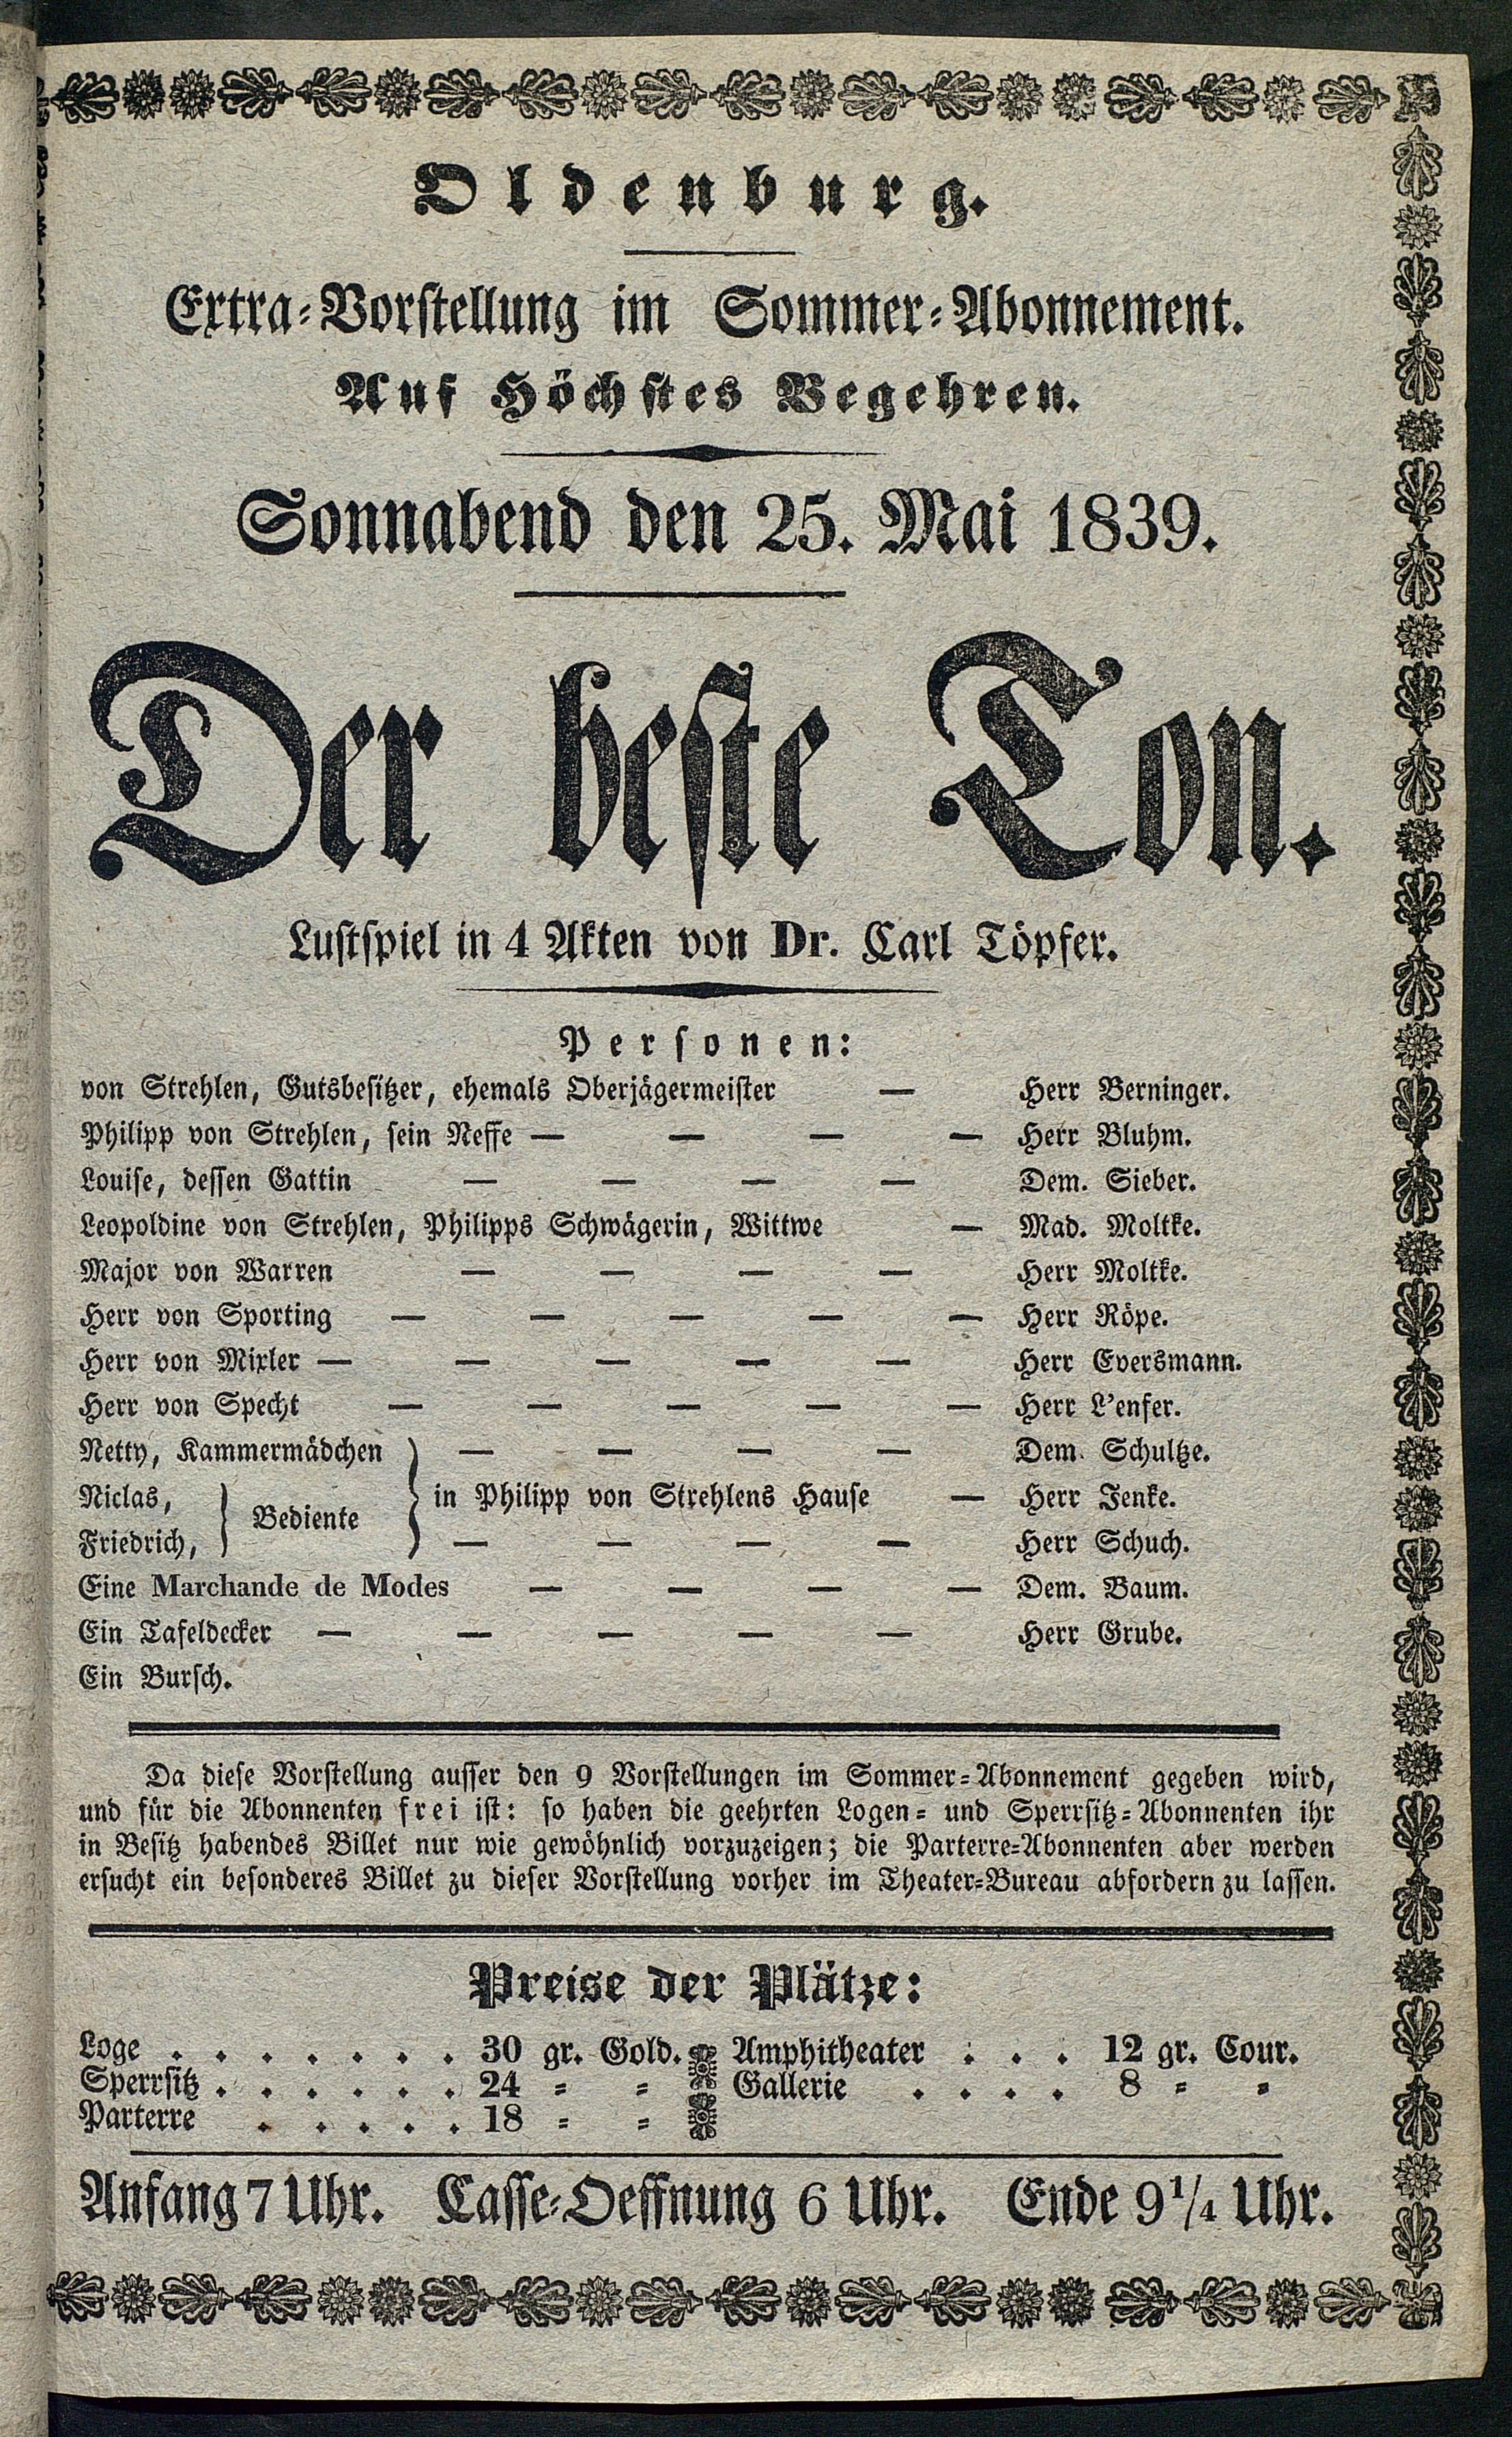 Oldenburg.
Extra-Vorstellung im Sommer-Abonnement.
Auf Höchstes Begehren.
Sonnabend den 25. Mai 1839.
Der beste Ton.
Lustspiel in 4 Akten von Dr. Carl Töpfer.
Personen:
von Strehlen, Gutsbesitzer, ehemals Oberjägermeister — Herr Berninger.
Philipp von Strehlen, sein Neffe — — — — Herr Bluhm.
Louise, dessen Gattin — — — — Dem. Sieber.
Leopoldine von Strehlen, Philipps Schwägerin, Wittwe — Mad. Moltke.
Major von Warren — — — — Herr Moltke.
Herr von Sporting — — — — — Herr Röpe.
Herr von Mixler — — — — — Herr Eversmann.
Herr von Specht — — — — — Herr L'enfer.
Netty, Kammermädchen — — — — Dem. Schultze.
Niclas, in Philipp von Strehlens Hause — Herr Jenke.
Bediente
Friedrich, — — — — Herr Schuch.
Eine Marchande de Modes — — — — Dem. Baum.
Ein Tafeldecker — — — — — Herr Grube.
Ein Bursch.
Da diese Vorstellung ausser den 9 Vorstellungen im Sommer-Abonnement gegeben wird,
und für die Abonnenten frei ist: so haben die geehrten Logen- und Sperrsitz-Abonnenten ihr
in Besitz habendes Billet nur wie gewöhnlich vorzuzeigen; die Parterre-Abonnenten aber werden
ersucht ein besonderes Billet zu dieser Vorstellung vorher im Theater-Bureau abfordern zu lassen.
Preise der Plätze:
Loge . . . . . . . 30 gr. Gold. Amphitheater . . . 12 gr. Cour.
Sperrsitz . . . . . . 24 = = Gallerie . . . . 8 = =
Parterre . . . . . 18 = =
Anfang 7 Uhr. Casse-Oeffnung 6 Uhr. Ende 9 1/4 Uhr.